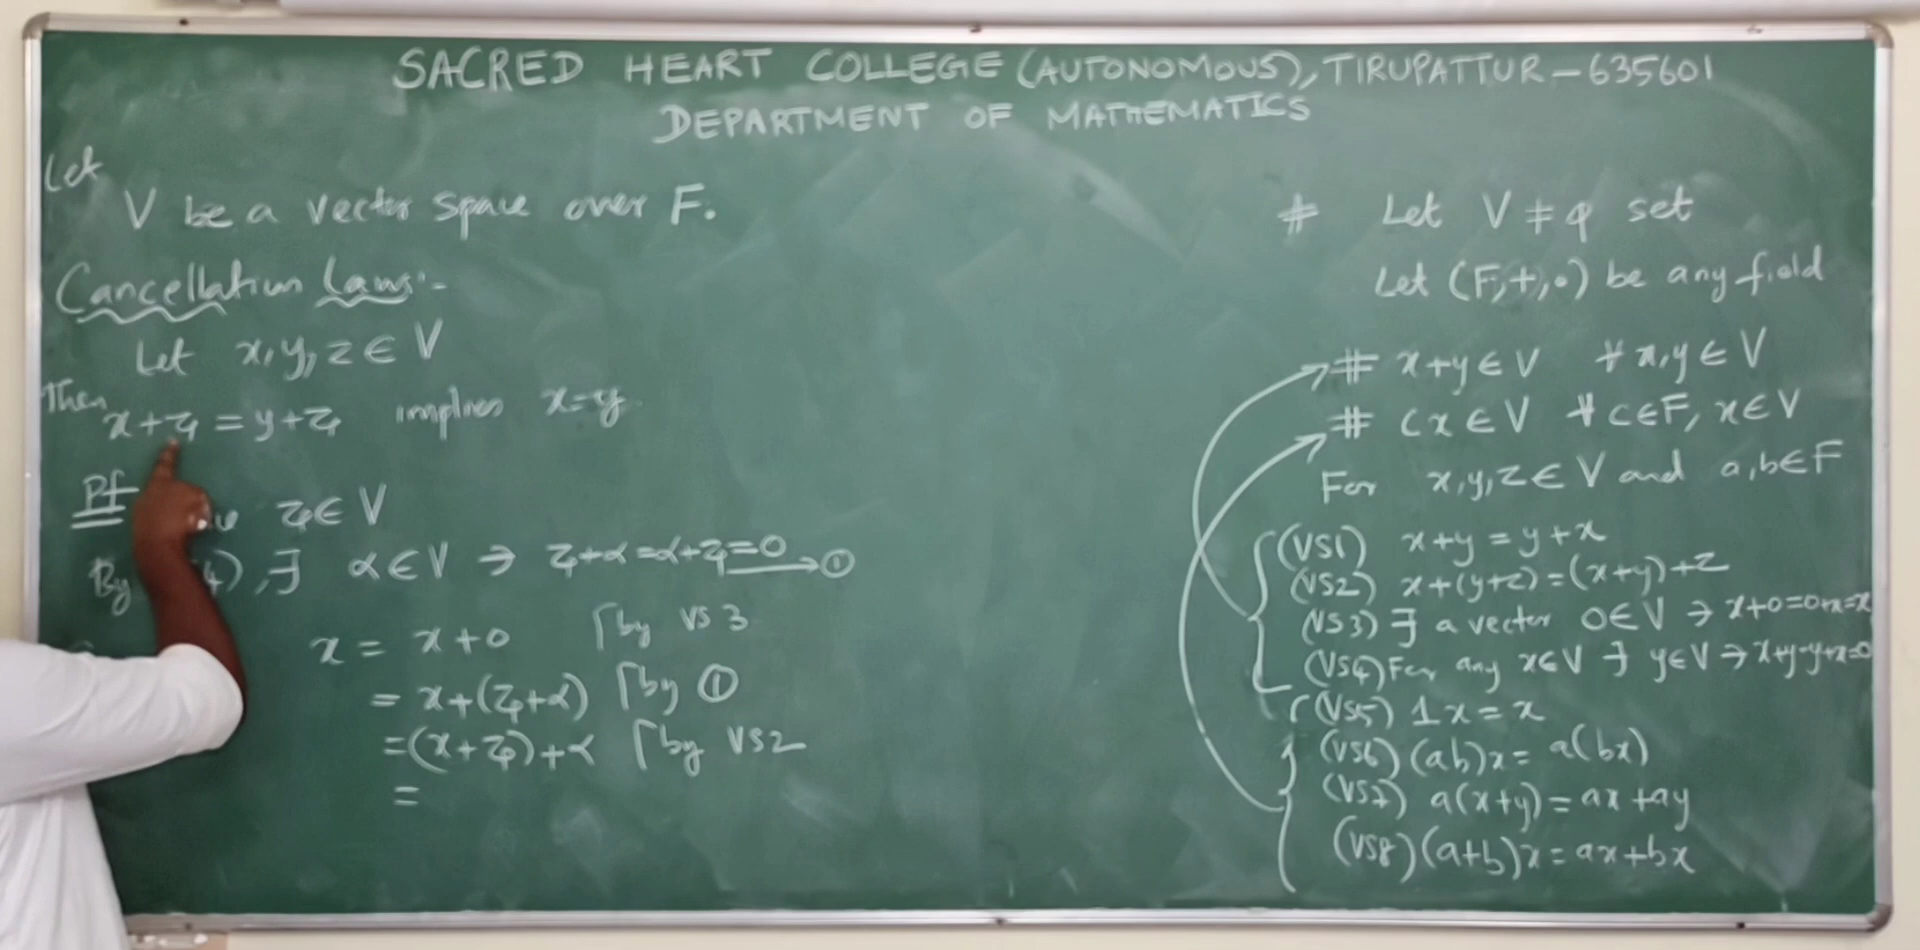 SACRED HEART COLLEGE (AUTONOMOUS), TIRUPATTUR - 635601
DEPARTMENT OF MATHEMATICS
Let
V be a vector space over F.
Cancellation Law:-
Let x, y, z ∈ V
Then
x+z = y+z implies x=y
Pf
z ∈ V
By 4), ∃ α ∈ V ∋ z+α=α+z=0 → ①
x = x+0 [by VS 3
= x+(z+α) [by ①
=(x+z)+α [by VS2
=
# Let V ≠ φ set
Let (F,+,·) be any field
# x+y ∈ V ∀ x,y ∈ V
# cx ∈ V ∀ c∈F, x∈V
For x,y,z ∈ V and a,b∈F
(VS1) x+y = y+x
(VS2) x+(y+z)=(x+y)+z
(VS3) ∃ a vector 0∈V ∋ x+0=0+x=x
(VS4) For any x∈V ∃ y∈V ∋ x+y=y+x=0
(VS5) 1x = x
(VS6) (ab)x = a(bx)
(VS7) a(x+y) = ax+ay
(VS8) (a+b)x = ax+bx